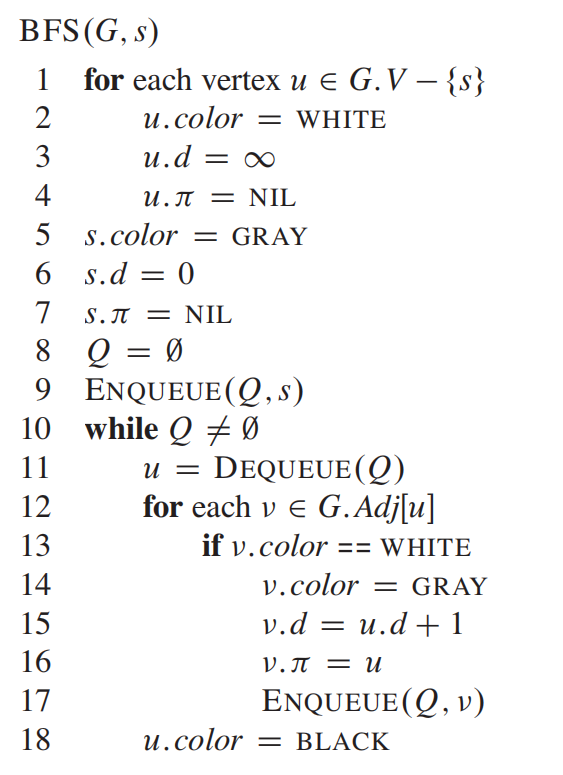 BFS(G, s)
1 for each vertex u ∈ G.V − {s}
2 u.color = WHITE
3 u.d = ∞
4 u.π = NIL
5 s.color = GRAY
6 s.d = 0
7 s.π = NIL
8 Q = ∅
9 ENQUEUE(Q, s)
10 while Q ≠ ∅
11 u = DEQUEUE(Q)
12 for each v ∈ G.Adj[u]
13 if v.color == WHITE
14 v.color = GRAY
15 v.d = u.d + 1
16 v.π = u
17 ENQUEUE(Q, v)
18 u.color = BLACK